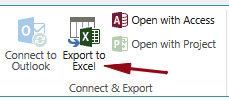 Connect to
Outlook
Export to
Excel
Open with Access
Open with Project
Connect & Export